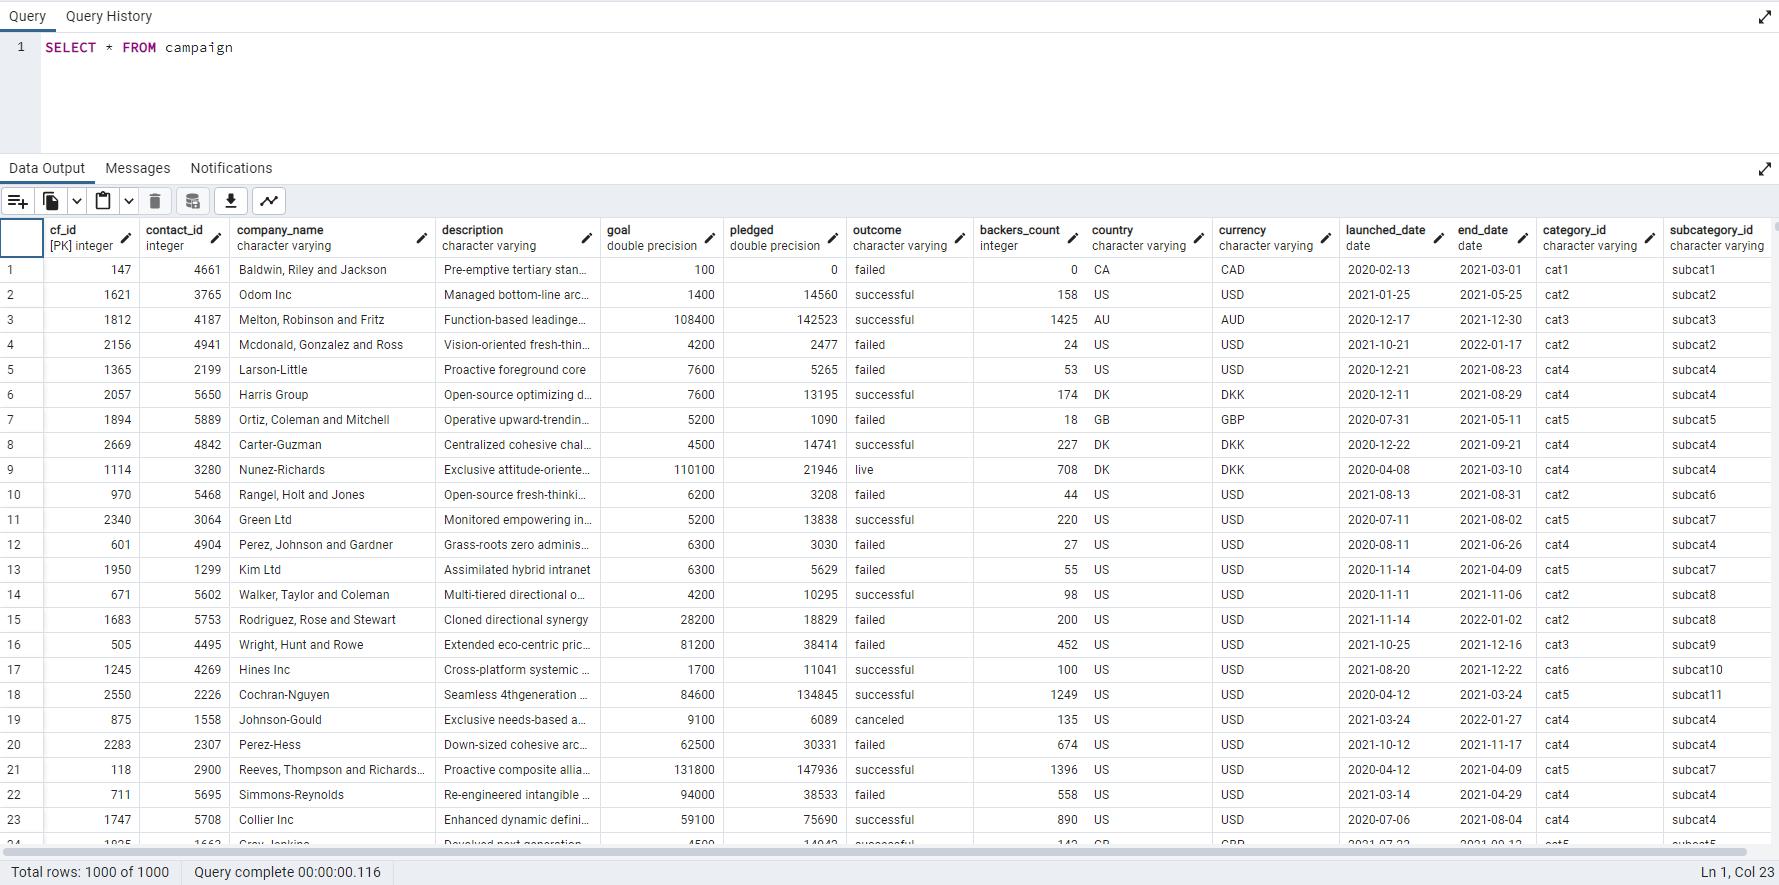 Query Query History
1 SELECT * FROM campaign
Data Output Messages Notifications
cf_id contact_id company_name description goal pledged outcome backers_count country currency launched_date end_date category_id subcategory_id
[PK] integer integer character varying character varying double precision double precision character varying integer character varying character varying date date character varying character varying
1 147 4661 Baldwin, Riley and Jackson Pre-emptive tertiary stan... 100 0 failed 0 CA CAD 2020-02-13 2021-03-01 cat1 subcat1
2 1621 3765 Odom Inc Managed bottom-line arc... 1400 14560 successful 158 US USD 2021-01-25 2021-05-25 cat2 subcat2
3 1812 4187 Melton, Robinson and Fritz Function-based leadinge... 108400 142523 successful 1425 AU AUD 2020-12-17 2021-12-30 cat3 subcat3
4 2156 4941 Mcdonald, Gonzalez and Ross Vision-oriented fresh-thin... 4200 2477 failed 24 US USD 2021-10-21 2022-01-17 cat2 subcat2
5 1365 2199 Larson-Little Proactive foreground core 7600 5265 failed 53 US USD 2020-12-21 2021-08-23 cat4 subcat4
6 2057 5650 Harris Group Open-source optimizing d... 7600 13195 successful 174 DK DKK 2020-12-11 2021-08-29 cat4 subcat4
7 1894 5889 Ortiz, Coleman and Mitchell Operative upward-trendin... 5200 1090 failed 18 GB GBP 2020-07-31 2021-05-11 cat5 subcat5
8 2669 4842 Carter-Guzman Centralized cohesive chal... 4500 14741 successful 227 DK DKK 2020-12-22 2021-09-21 cat4 subcat4
9 1114 3280 Nunez-Richards Exclusive attitude-oriente... 110100 21946 live 708 DK DKK 2020-04-08 2021-03-10 cat4 subcat4
10 970 5468 Rangel, Holt and Jones Open-source fresh-thinki... 6200 3208 failed 44 US USD 2021-08-13 2021-08-31 cat2 subcat6
11 2340 3064 Green Ltd Monitored empowering in... 5200 13838 successful 220 US USD 2020-07-11 2021-08-02 cat5 subcat7
12 601 4904 Perez, Johnson and Gardner Grass-roots zero adminis... 6300 3030 failed 27 US USD 2020-08-11 2021-06-26 cat4 subcat4
13 1950 1299 Kim Ltd Assimilated hybrid intranet 6300 5629 failed 55 US USD 2020-11-14 2021-04-09 cat5 subcat7
14 671 5602 Walker, Taylor and Coleman Multi-tiered directional o... 4200 10295 successful 98 US USD 2020-11-11 2021-11-06 cat2 subcat8
15 1683 5753 Rodriguez, Rose and Stewart Cloned directional synergy 28200 18829 failed 200 US USD 2021-11-14 2022-01-02 cat2 subcat8
16 505 4495 Wright, Hunt and Rowe Extended eco-centric pric... 81200 38414 failed 452 US USD 2021-10-25 2021-12-16 cat3 subcat9
17 1245 4269 Hines Inc Cross-platform systemic ... 1700 11041 successful 100 US USD 2021-08-20 2021-12-22 cat6 subcat10
18 2550 2226 Cochran-Nguyen Seamless 4thgeneration ... 84600 134845 successful 1249 US USD 2020-04-12 2021-03-24 cat5 subcat11
19 875 1558 Johnson-Gould Exclusive needs-based a... 9100 6089 canceled 135 US USD 2021-03-24 2022-01-27 cat4 subcat4
20 2283 2307 Perez-Hess Down-sized cohesive arc... 62500 30331 failed 674 US USD 2021-10-12 2021-11-17 cat4 subcat4
21 118 2900 Reeves, Thompson and Richards... Proactive composite allia... 131800 147936 successful 1396 US USD 2020-04-12 2021-04-09 cat5 subcat7
22 711 5695 Simmons-Reynolds Re-engineered intangible ... 94000 38533 failed 558 US USD 2021-03-14 2021-04-29 cat4 subcat4
23 1747 5708 Collier Inc Enhanced dynamic defini... 59100 75690 successful 890 US USD 2020-07-06 2021-08-04 cat4 subcat4
Total rows: 1000 of 1000 Query complete 00:00:00.116 Ln 1, Col 23